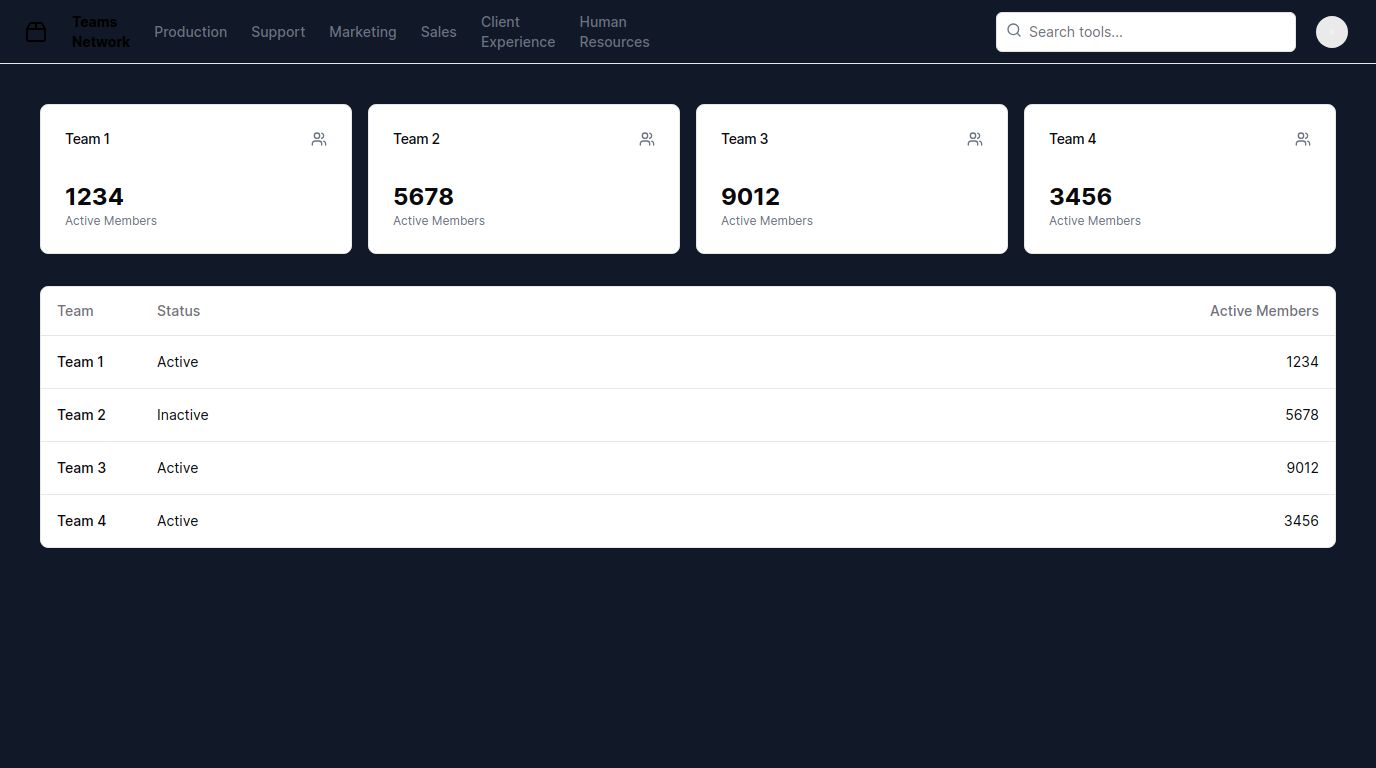 Teams
Network
Production
Support
Marketing
Sales
Client
Experience
Human
Resources
Search tools...
Team 1
1234
Active Members
Team 2
5678
Active Members
Team 3
9012
Active Members
Team 4
3456
Active Members
Team Status Active Members
Team 1 Active 1234
Team 2 Inactive 5678
Team 3 Active 9012
Team 4 Active 3456